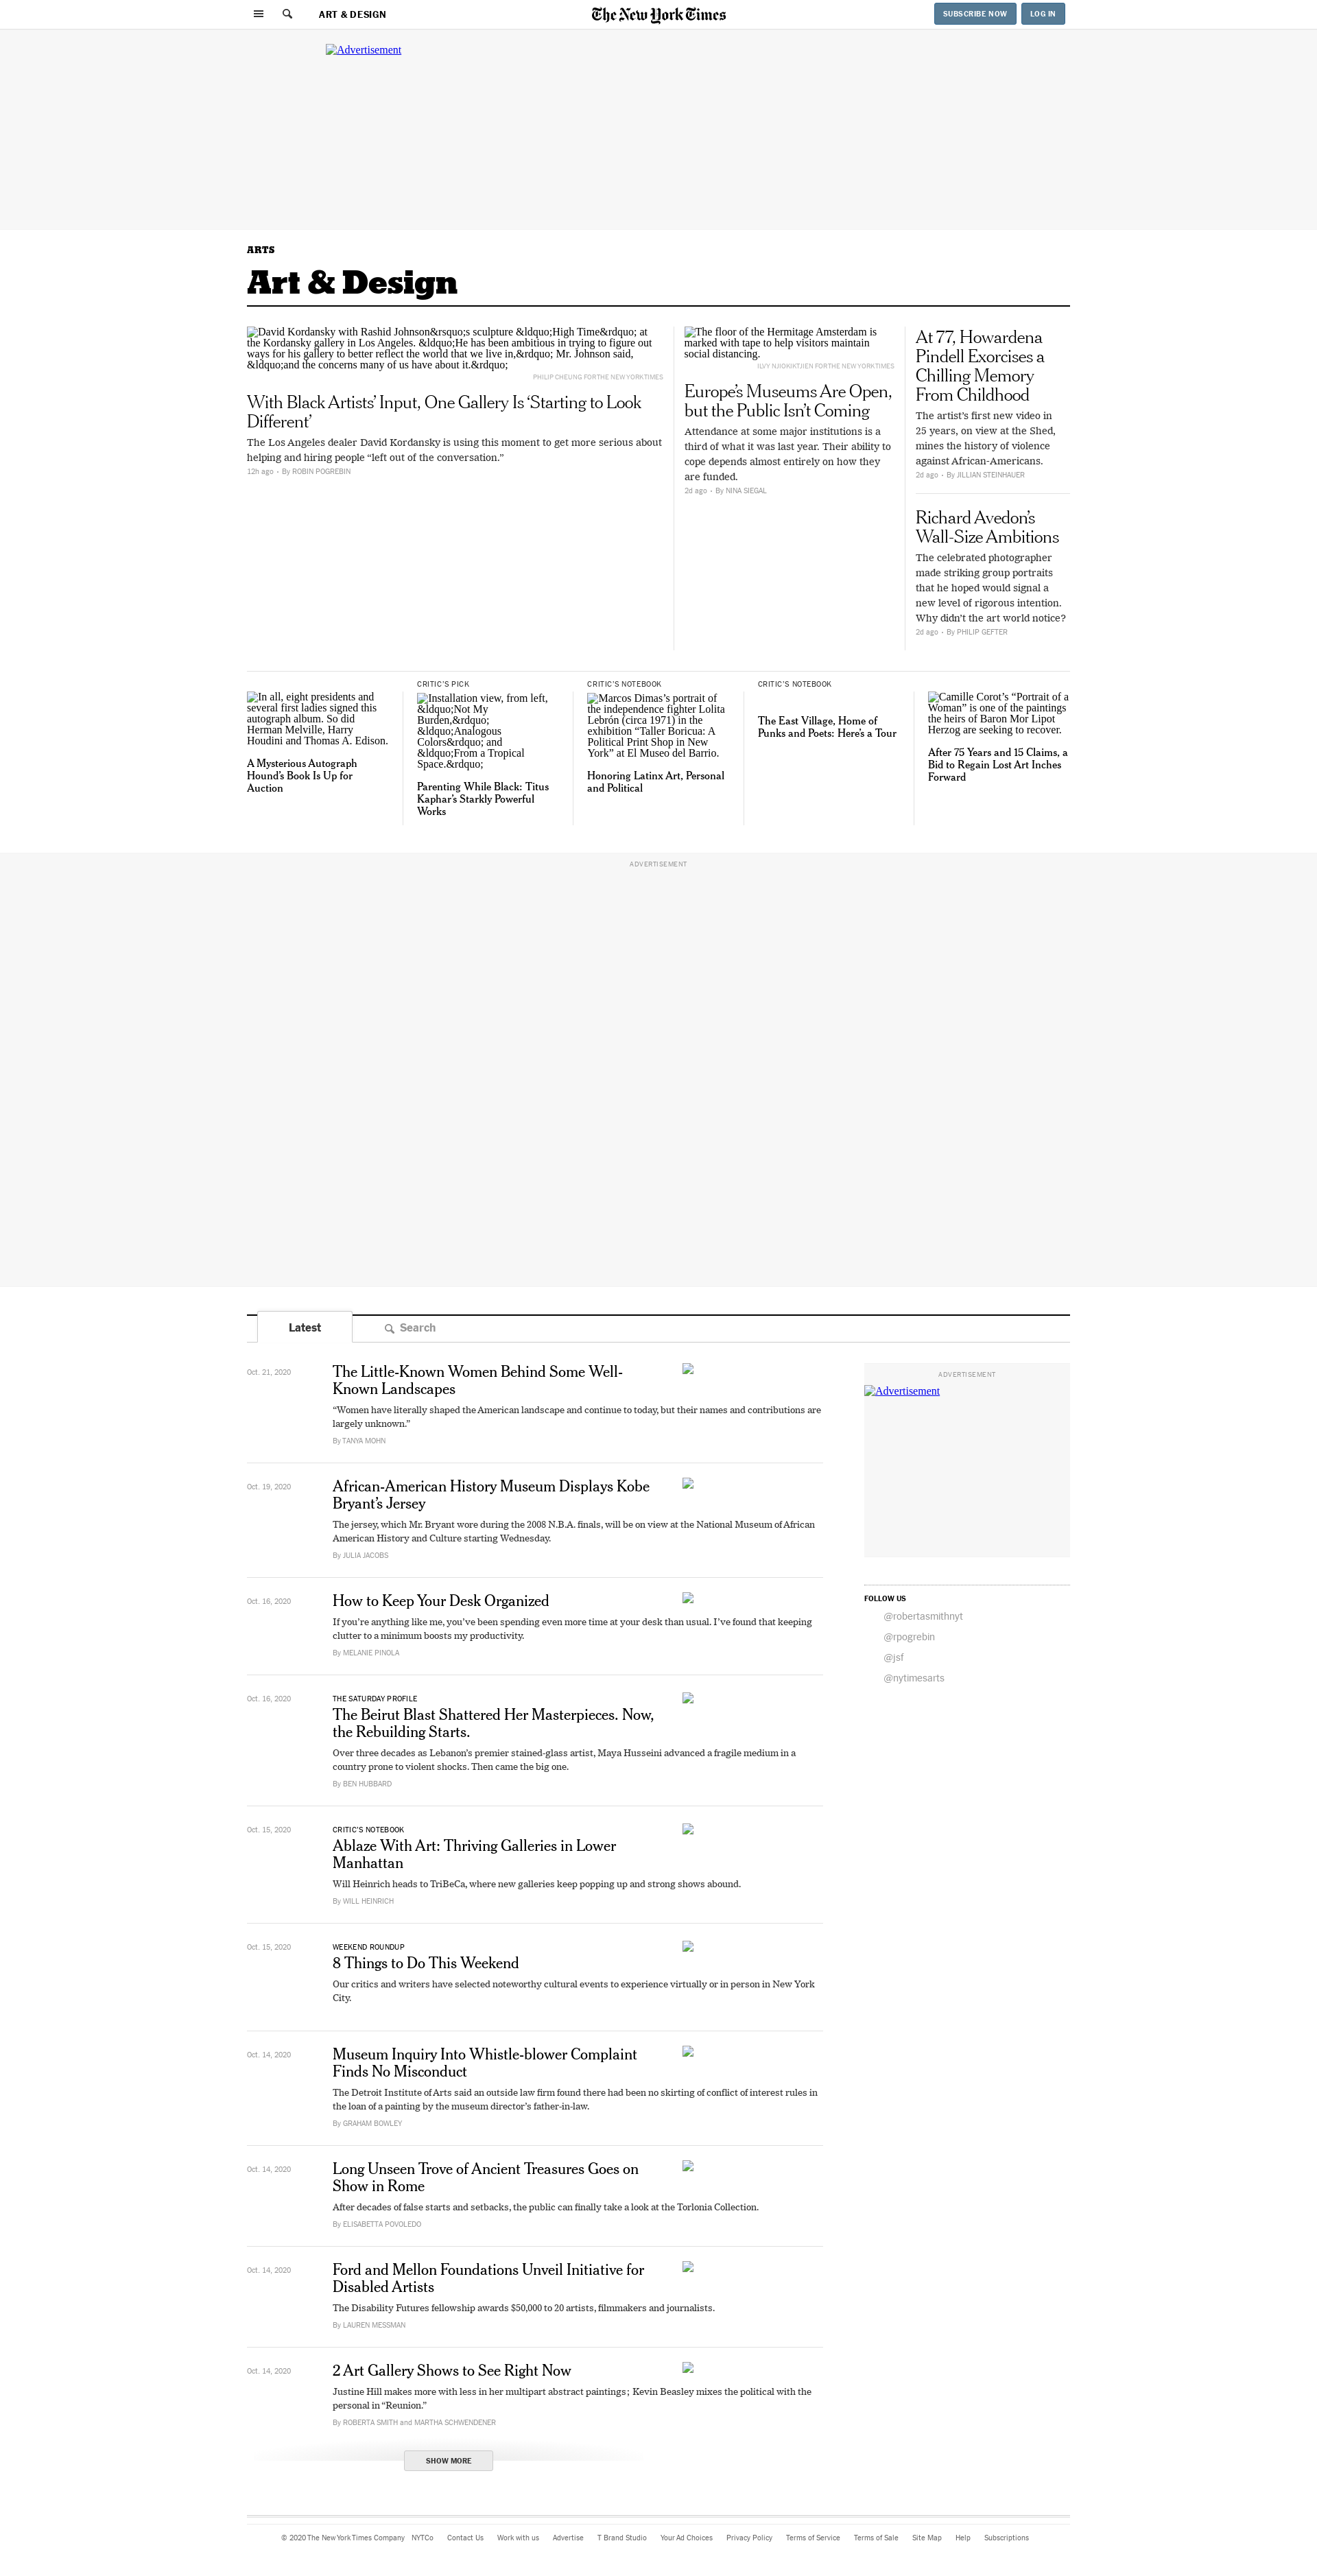 ART & DESIGN
The New York Times
SUBSCRIBE NOW
LOG IN
Advertisement
ARTS
Art & Design
David Kordansky with Rashid Johnson&rsquo;s sculpture &ldquo;High Time&rdquo; at
the Kordansky gallery in Los Angeles. &ldquo;He has been ambitious in trying to figure out
ways for his gallery to better reflect the world that we live in,&rdquo; Mr. Johnson said,
&ldquo;and the concerns many of us have about it.&rdquo;
PHILIP CHEUNG FOR THE NEW YORK TIMES
With Black Artists’ Input, One Gallery Is ‘Starting to Look
Different’
The Los Angeles dealer David Kordansky is using this moment to get more serious about
helping and hiring people “left out of the conversation.”
12h ago · By ROBIN POGREBIN
The floor of the Hermitage Amsterdam is
marked with tape to help visitors maintain
social distancing.
ILVY NJIOKIKTJIEN FOR THE NEW YORK TIMES
Europe’s Museums Are Open,
but the Public Isn’t Coming
Attendance at some major institutions is a
third of what it was last year. Their ability to
cope depends almost entirely on how they
are funded.
2d ago · By NINA SIEGAL
At 77, Howardena
Pindell Exorcises a
Chilling Memory
From Childhood
The artist’s first new video in
25 years, on view at the Shed,
mines the history of violence
against African-Americans.
2d ago · By JILLIAN STEINHAUER
Richard Avedon’s
Wall-Size Ambitions
The celebrated photographer
made striking group portraits
that he hoped would signal a
new level of rigorous intention.
Why didn’t the art world notice?
2d ago · By PHILIP GEFTER
In all, eight presidents and
several first ladies signed this
autograph album. So did
Herman Melville, Harry
Houdini and Thomas A. Edison.
A Mysterious Autograph
Hound’s Book Is Up for
Auction
CRITIC’S PICK
Installation view, from left,
&ldquo;Not My
Burden,&rdquo;
&ldquo;Analogous
Colors&rdquo; and
&ldquo;From a Tropical
Space.&rdquo;
Parenting While Black: Titus
Kaphar’s Starkly Powerful
Works
CRITIC’S NOTEBOOK
Marcos Dimas’s portrait of
the independence fighter Lolita
Lebrón (circa 1971) in the
exhibition “Taller Boricua: A
Political Print Shop in New
York” at El Museo del Barrio.
Honoring Latinx Art, Personal
and Political
CRITIC’S NOTEBOOK
The East Village, Home of
Punks and Poets: Here’s a Tour
Camille Corot’s “Portrait of a
Woman” is one of the paintings
the heirs of Baron Mor Lipot
Herzog are seeking to recover.
After 75 Years and 15 Claims, a
Bid to Regain Lost Art Inches
Forward
ADVERTISEMENT
Latest
Search
Oct. 21, 2020
The Little-Known Women Behind Some Well-
Known Landscapes
“Women have literally shaped the American landscape and continue to today, but their names and contributions are
largely unknown.”
By TANYA MOHN
Oct. 19, 2020
African-American History Museum Displays Kobe
Bryant’s Jersey
The jersey, which Mr. Bryant wore during the 2008 N.B.A. finals, will be on view at the National Museum of African
American History and Culture starting Wednesday.
By JULIA JACOBS
Oct. 16, 2020
How to Keep Your Desk Organized
If you’re anything like me, you’ve been spending even more time at your desk than usual. I’ve found that keeping
clutter to a minimum boosts my productivity.
By MELANIE PINOLA
Oct. 16, 2020
THE SATURDAY PROFILE
The Beirut Blast Shattered Her Masterpieces. Now,
the Rebuilding Starts.
Over three decades as Lebanon’s premier stained-glass artist, Maya Husseini advanced a fragile medium in a
country prone to violent shocks. Then came the big one.
By BEN HUBBARD
Oct. 15, 2020
CRITIC’S NOTEBOOK
Ablaze With Art: Thriving Galleries in Lower
Manhattan
Will Heinrich heads to TriBeCa, where new galleries keep popping up and strong shows abound.
By WILL HEINRICH
Oct. 15, 2020
WEEKEND ROUNDUP
8 Things to Do This Weekend
Our critics and writers have selected noteworthy cultural events to experience virtually or in person in New York
City.
Oct. 14, 2020
Museum Inquiry Into Whistle-blower Complaint
Finds No Misconduct
The Detroit Institute of Arts said an outside law firm found there had been no skirting of conflict of interest rules in
the loan of a painting by the museum director’s father-in-law.
By GRAHAM BOWLEY
Oct. 14, 2020
Long Unseen Trove of Ancient Treasures Goes on
Show in Rome
After decades of false starts and setbacks, the public can finally take a look at the Torlonia Collection.
By ELISABETTA POVOLEDO
Oct. 14, 2020
Ford and Mellon Foundations Unveil Initiative for
Disabled Artists
The Disability Futures fellowship awards $50,000 to 20 artists, filmmakers and journalists.
By LAUREN MESSMAN
Oct. 14, 2020
2 Art Gallery Shows to See Right Now
Justine Hill makes more with less in her multipart abstract paintings; Kevin Beasley mixes the political with the
personal in “Reunion.”
By ROBERTA SMITH and MARTHA SCHWENDENER
SHOW MORE
ADVERTISEMENT
Advertisement
FOLLOW US
@robertasmithnyt
@rpogrebin
@jsf
@nytimesarts
© 2020 The New York Times Company NYTCo Contact Us Work with us Advertise T Brand Studio Your Ad Choices Privacy Policy Terms of Service Terms of Sale Site Map Help Subscriptions